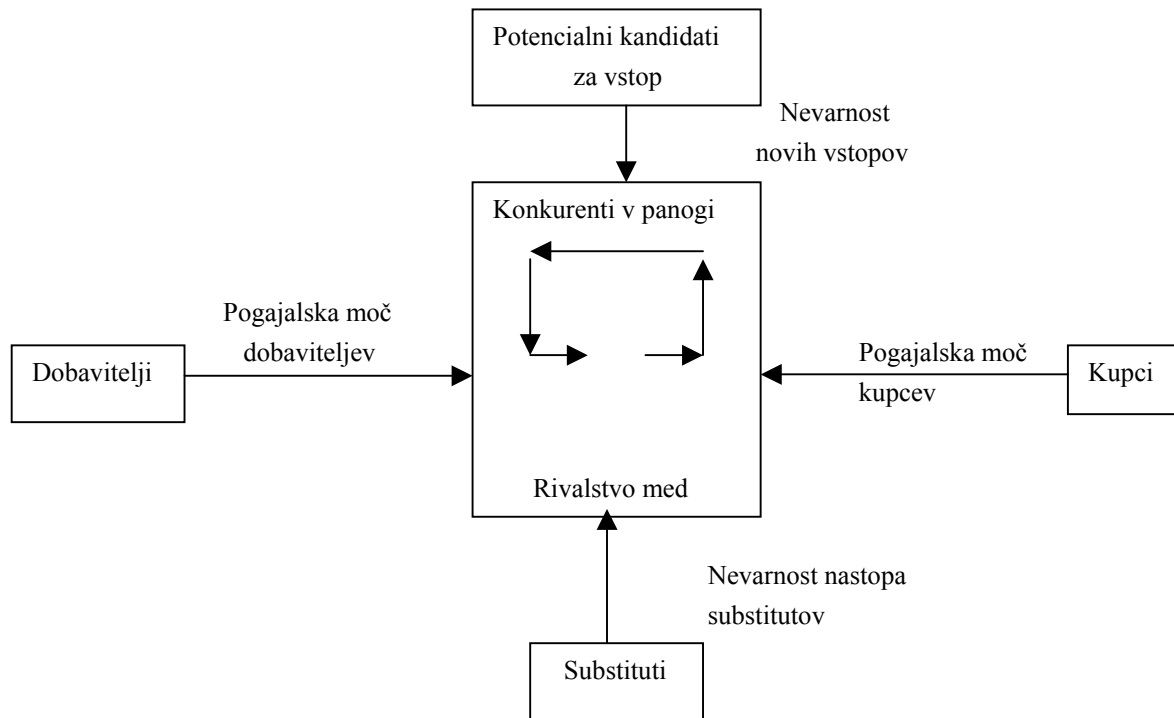 Potencialni kandidati
za vstop
Nevarnost
novih vstopov
Konkurenti v panogi
Pogajalska moč
dobaviteljev
Dobavitelji
Pogajalska moč
kupcev
Kupci
Rivalstvo med
Nevarnost nastopa
substitutov
Substituti